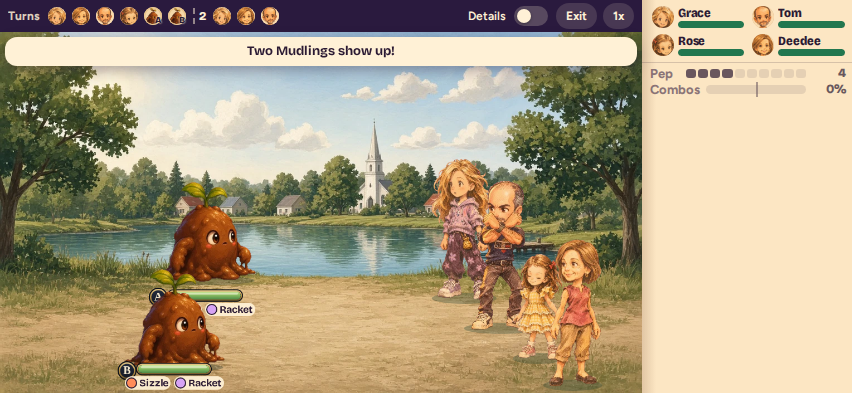 Turns
A
B
2
Details
Exit
1x
Two Mudlings show up!
Grace
Tom
Rose
Deedee
Pep
4
Combos
0%
A
Racket
B
Sizzle
Racket